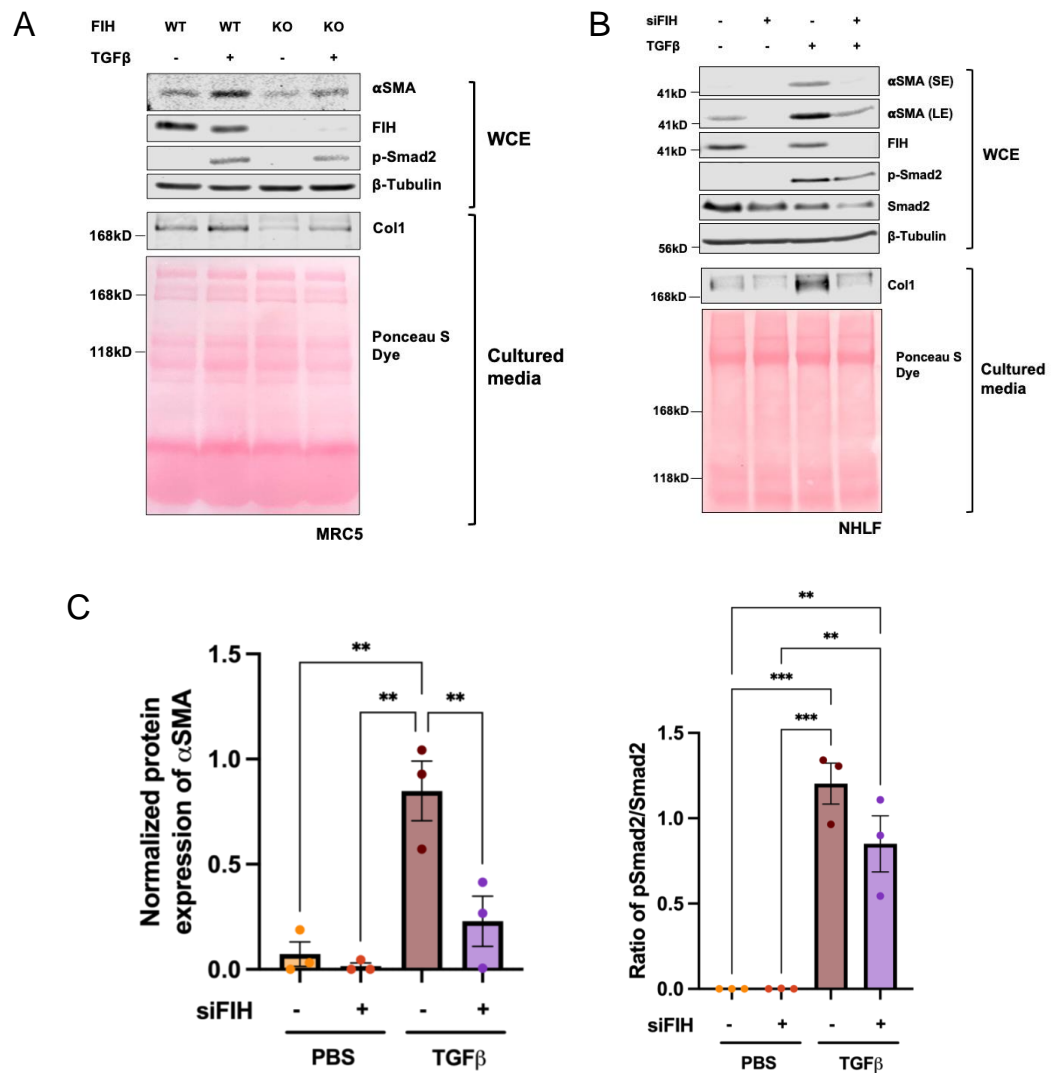 A
FIH WT WT KO KO
TGFβ - + - +
αSMA
FIH
p-Smad2
β-Tubulin
WCE
168kD
Col1
168kD
118kD
Ponceau S
Dye
Cultured
media
MRC5
B
siFIH - + - +
TGFβ - - + +
41kD
αSMA (SE)
41kD
αSMA (LE)
41kD
FIH
p-Smad2
Smad2
56kD
β-Tubulin
WCE
168kD
Col1
Ponceau S
Dye
168kD
118kD
Cultured
media
NHLF
C
Normalized protein
expression of αSMA
1.5
1.0
0.5
0.0
**
** **
siFIH - + - +
PBS TGFβ
Ratio of pSmad2/Smad2
1.5
1.0
0.5
0.0
**
**
***
***
siFIH - + - +
PBS TGFβ